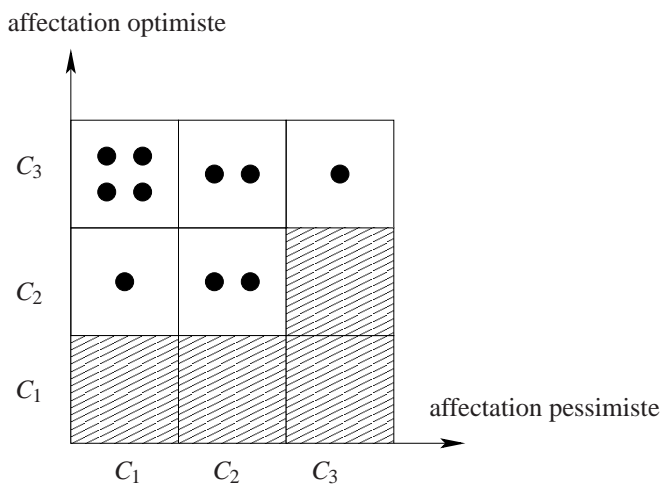 affectation optimiste
C3
C2
C1
affectation pessimiste
C1 C2 C3